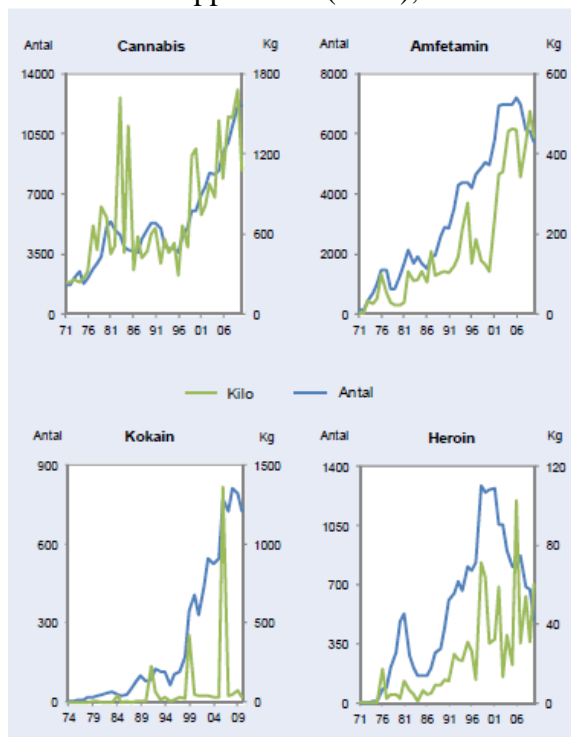 Antal Cannabis Kg Amfetamin
Antal Kg
14000 1800 8000 600
10500 6000
1200 400
7000 4000
600 200
3500 2000
0 0 0 0
71 76 81 86 91 96 01 06 71 76 81 86 91 96 01 06
Kilo Antal
Antal Kokain Kg Antal Heroin Kg
900 1500 1400 120
1050
600 1000 80
700
300 500 40
350
0 0 0 0
74 79 84 89 94 99 04 09 71 76 81 86 91 96 01 06